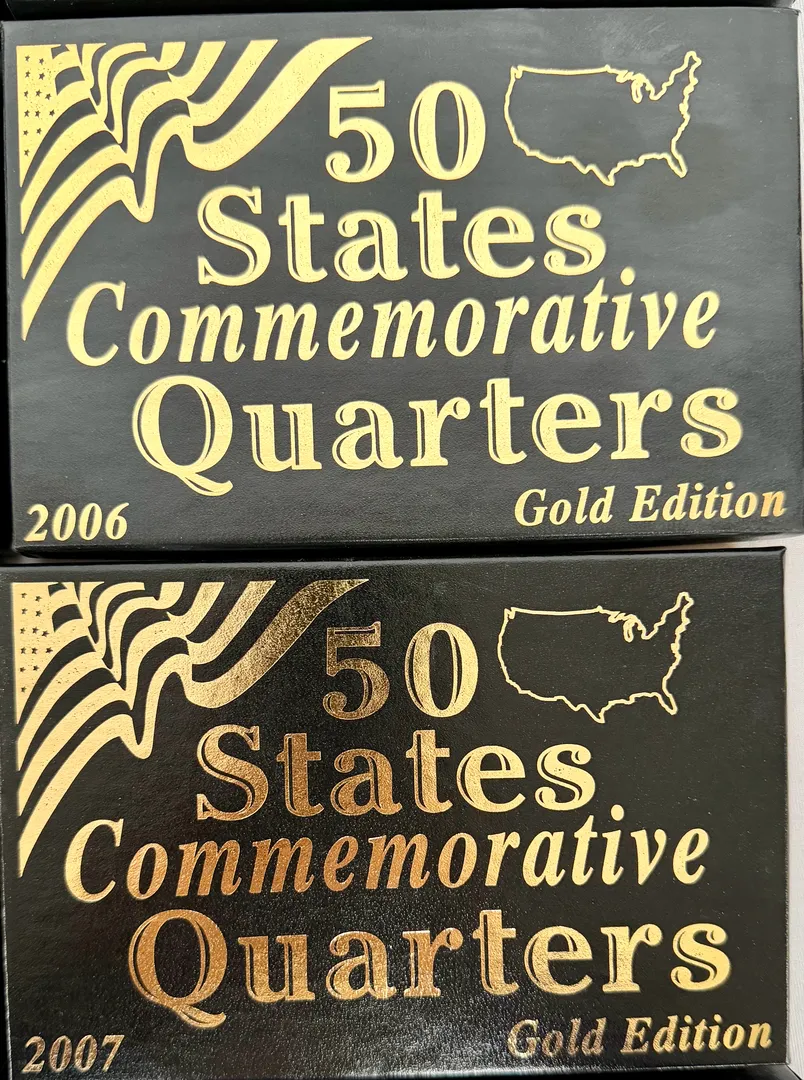 50
States
Commemorative
Quarters
2006
Gold Edition
50
States
Commemorative
Quarters
2007
Gold Edition